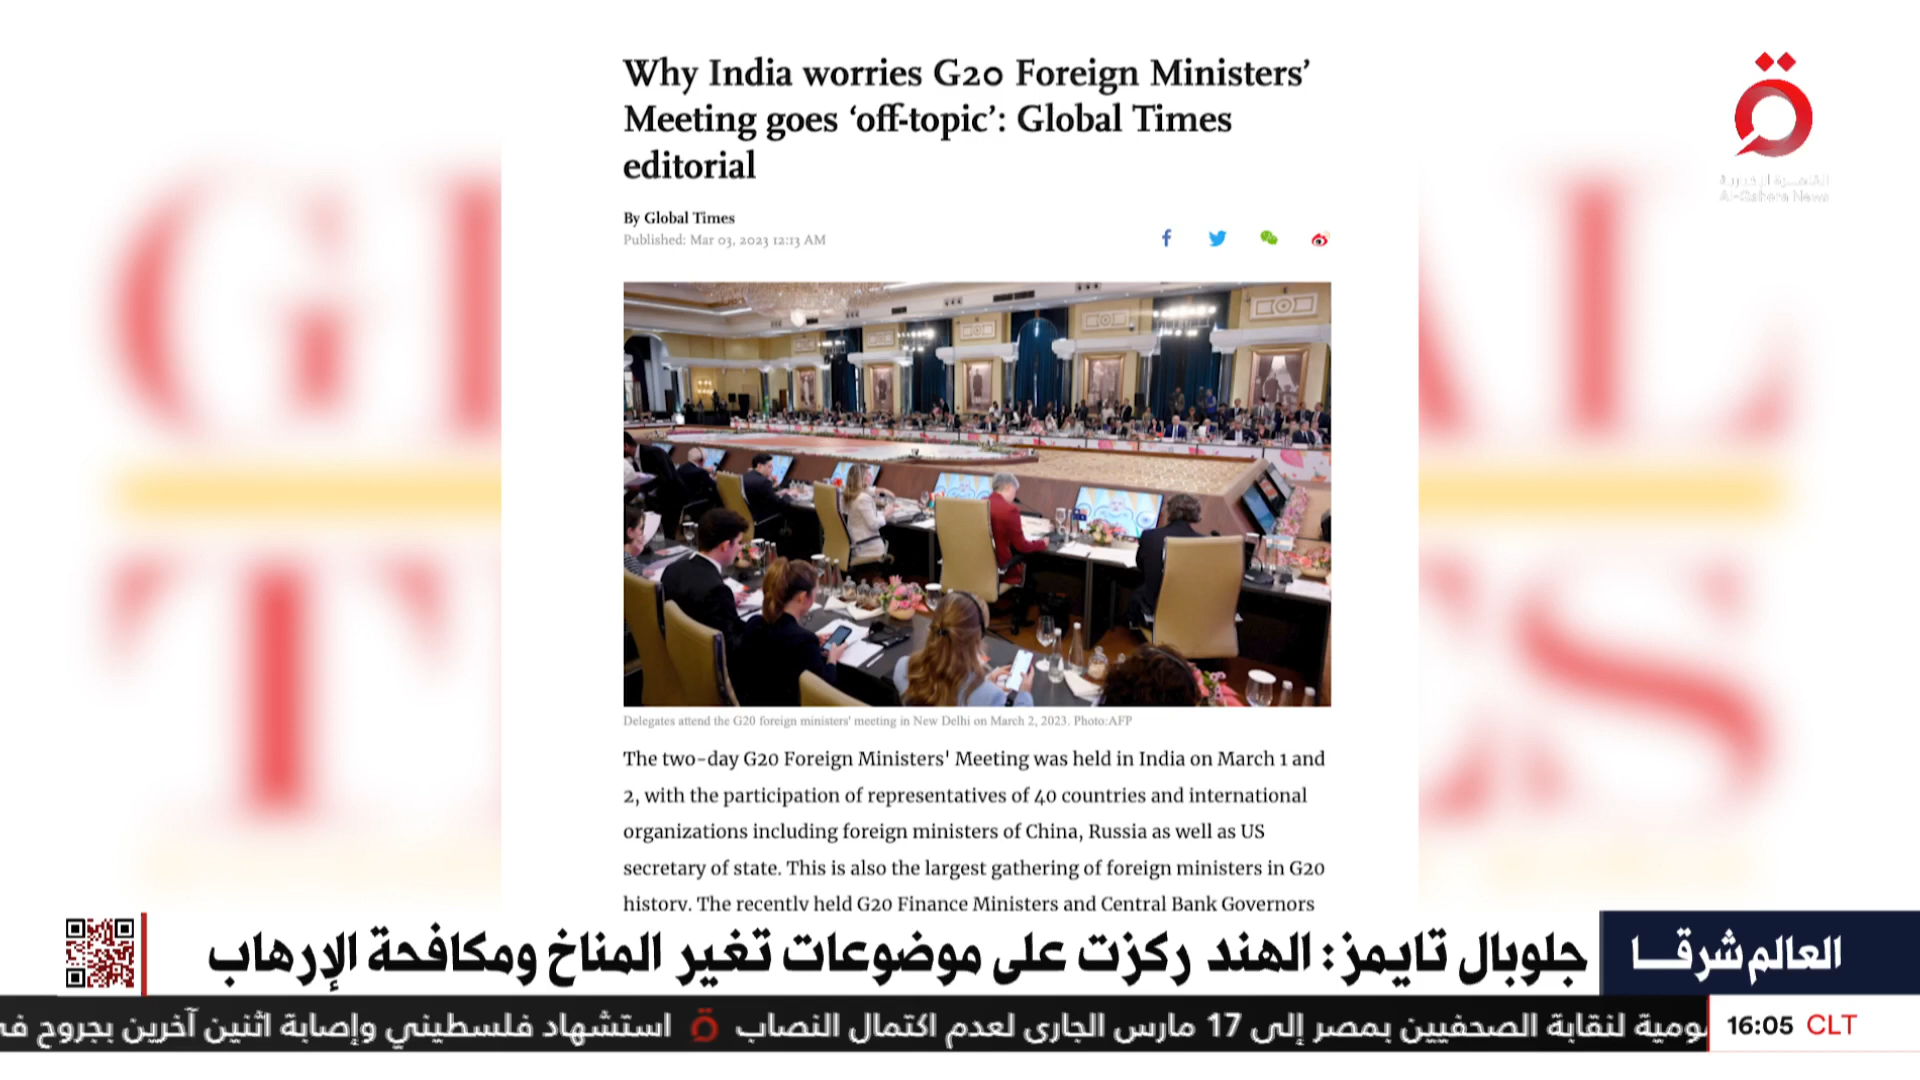 Why India worries G20 Foreign Ministers'
Meeting goes 'off-topic': Global Times
editorial
By Global Times
Published: Mar 03, 2023 12:13 AM
القاهرة الإخبارية
Al-Qahera News
Delegates attend the G20 foreign ministers' meeting in New Delhi on March 2, 2023. Photo:AFP
The two-day G20 Foreign Ministers' Meeting was held in India on March 1 and
2, with the participation of representatives of 40 countries and international
organizations including foreign ministers of China, Russia as well as US
secretary of state. This is also the largest gathering of foreign ministers in G20
history. The recently held G20 Finance Ministers and Central Bank Governors
العالم شرقا
جلوبال تايمز: الهند ركزت على موضوعات تغير المناخ ومكافحة الإرهاب
لنقابة الصحفيين بمصر إلى 17 مارس الجارى لعدم اكتمال النصاب
استشهاد فلسطيني وإصابة اثنين آخرين بجروح
16:05 CLT